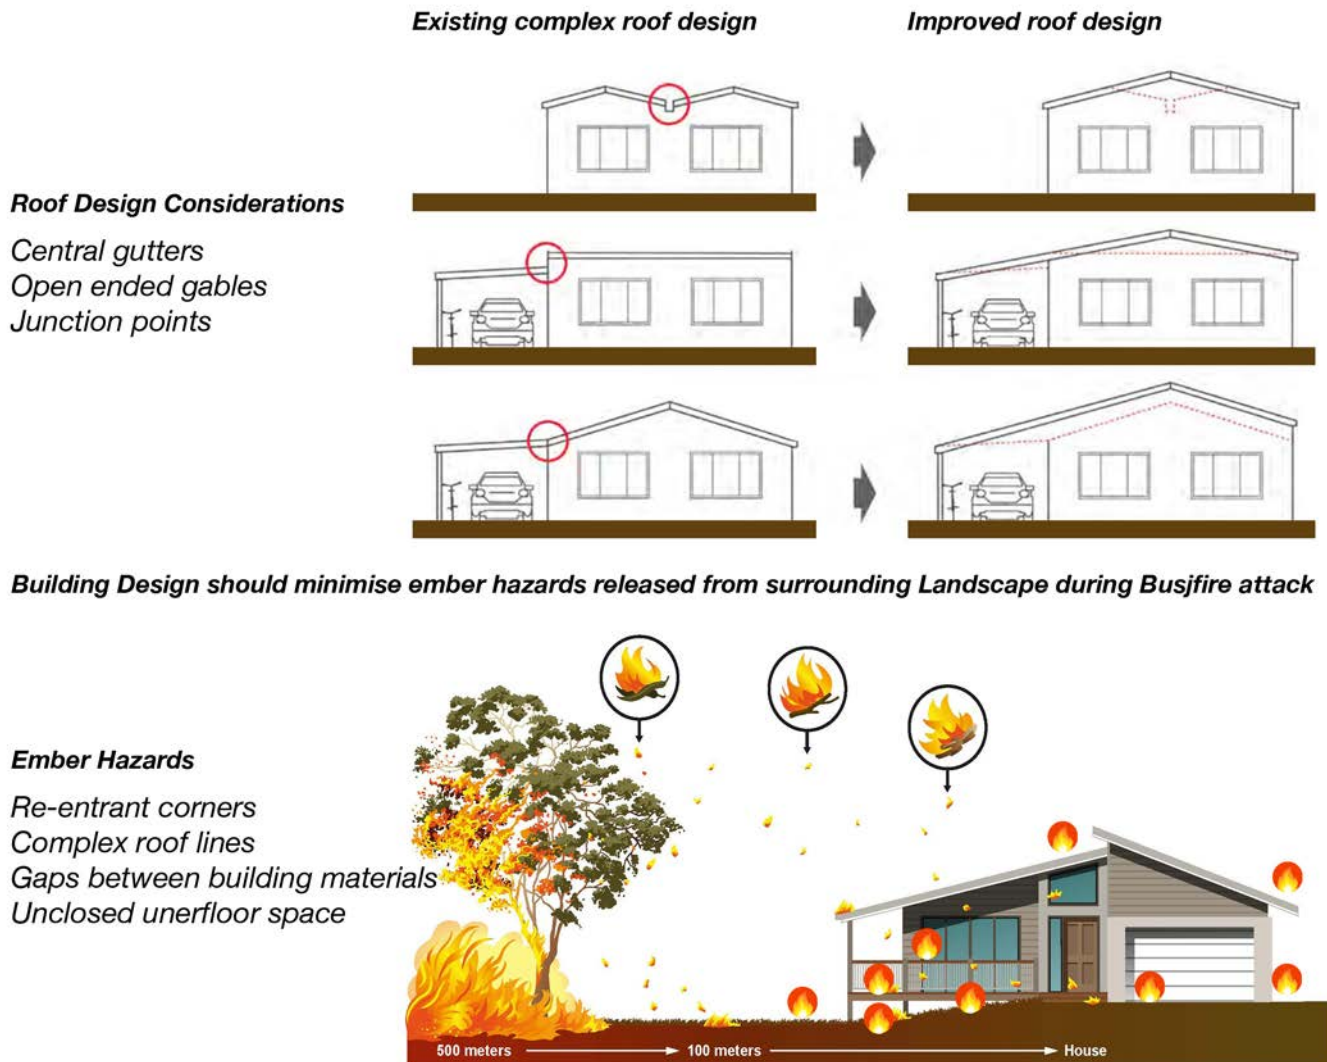 Existing complex roof design
Improved roof design
Roof Design Considerations
Central gutters
Open ended gables
Junction points
Building Design should minimise ember hazards released from surrounding Landscape during Busjfire attack
Ember Hazards
Re-entrant corners
Complex roof lines
Gaps between building materials
Unclosed unerfloor space
500 meters
100 meters
House